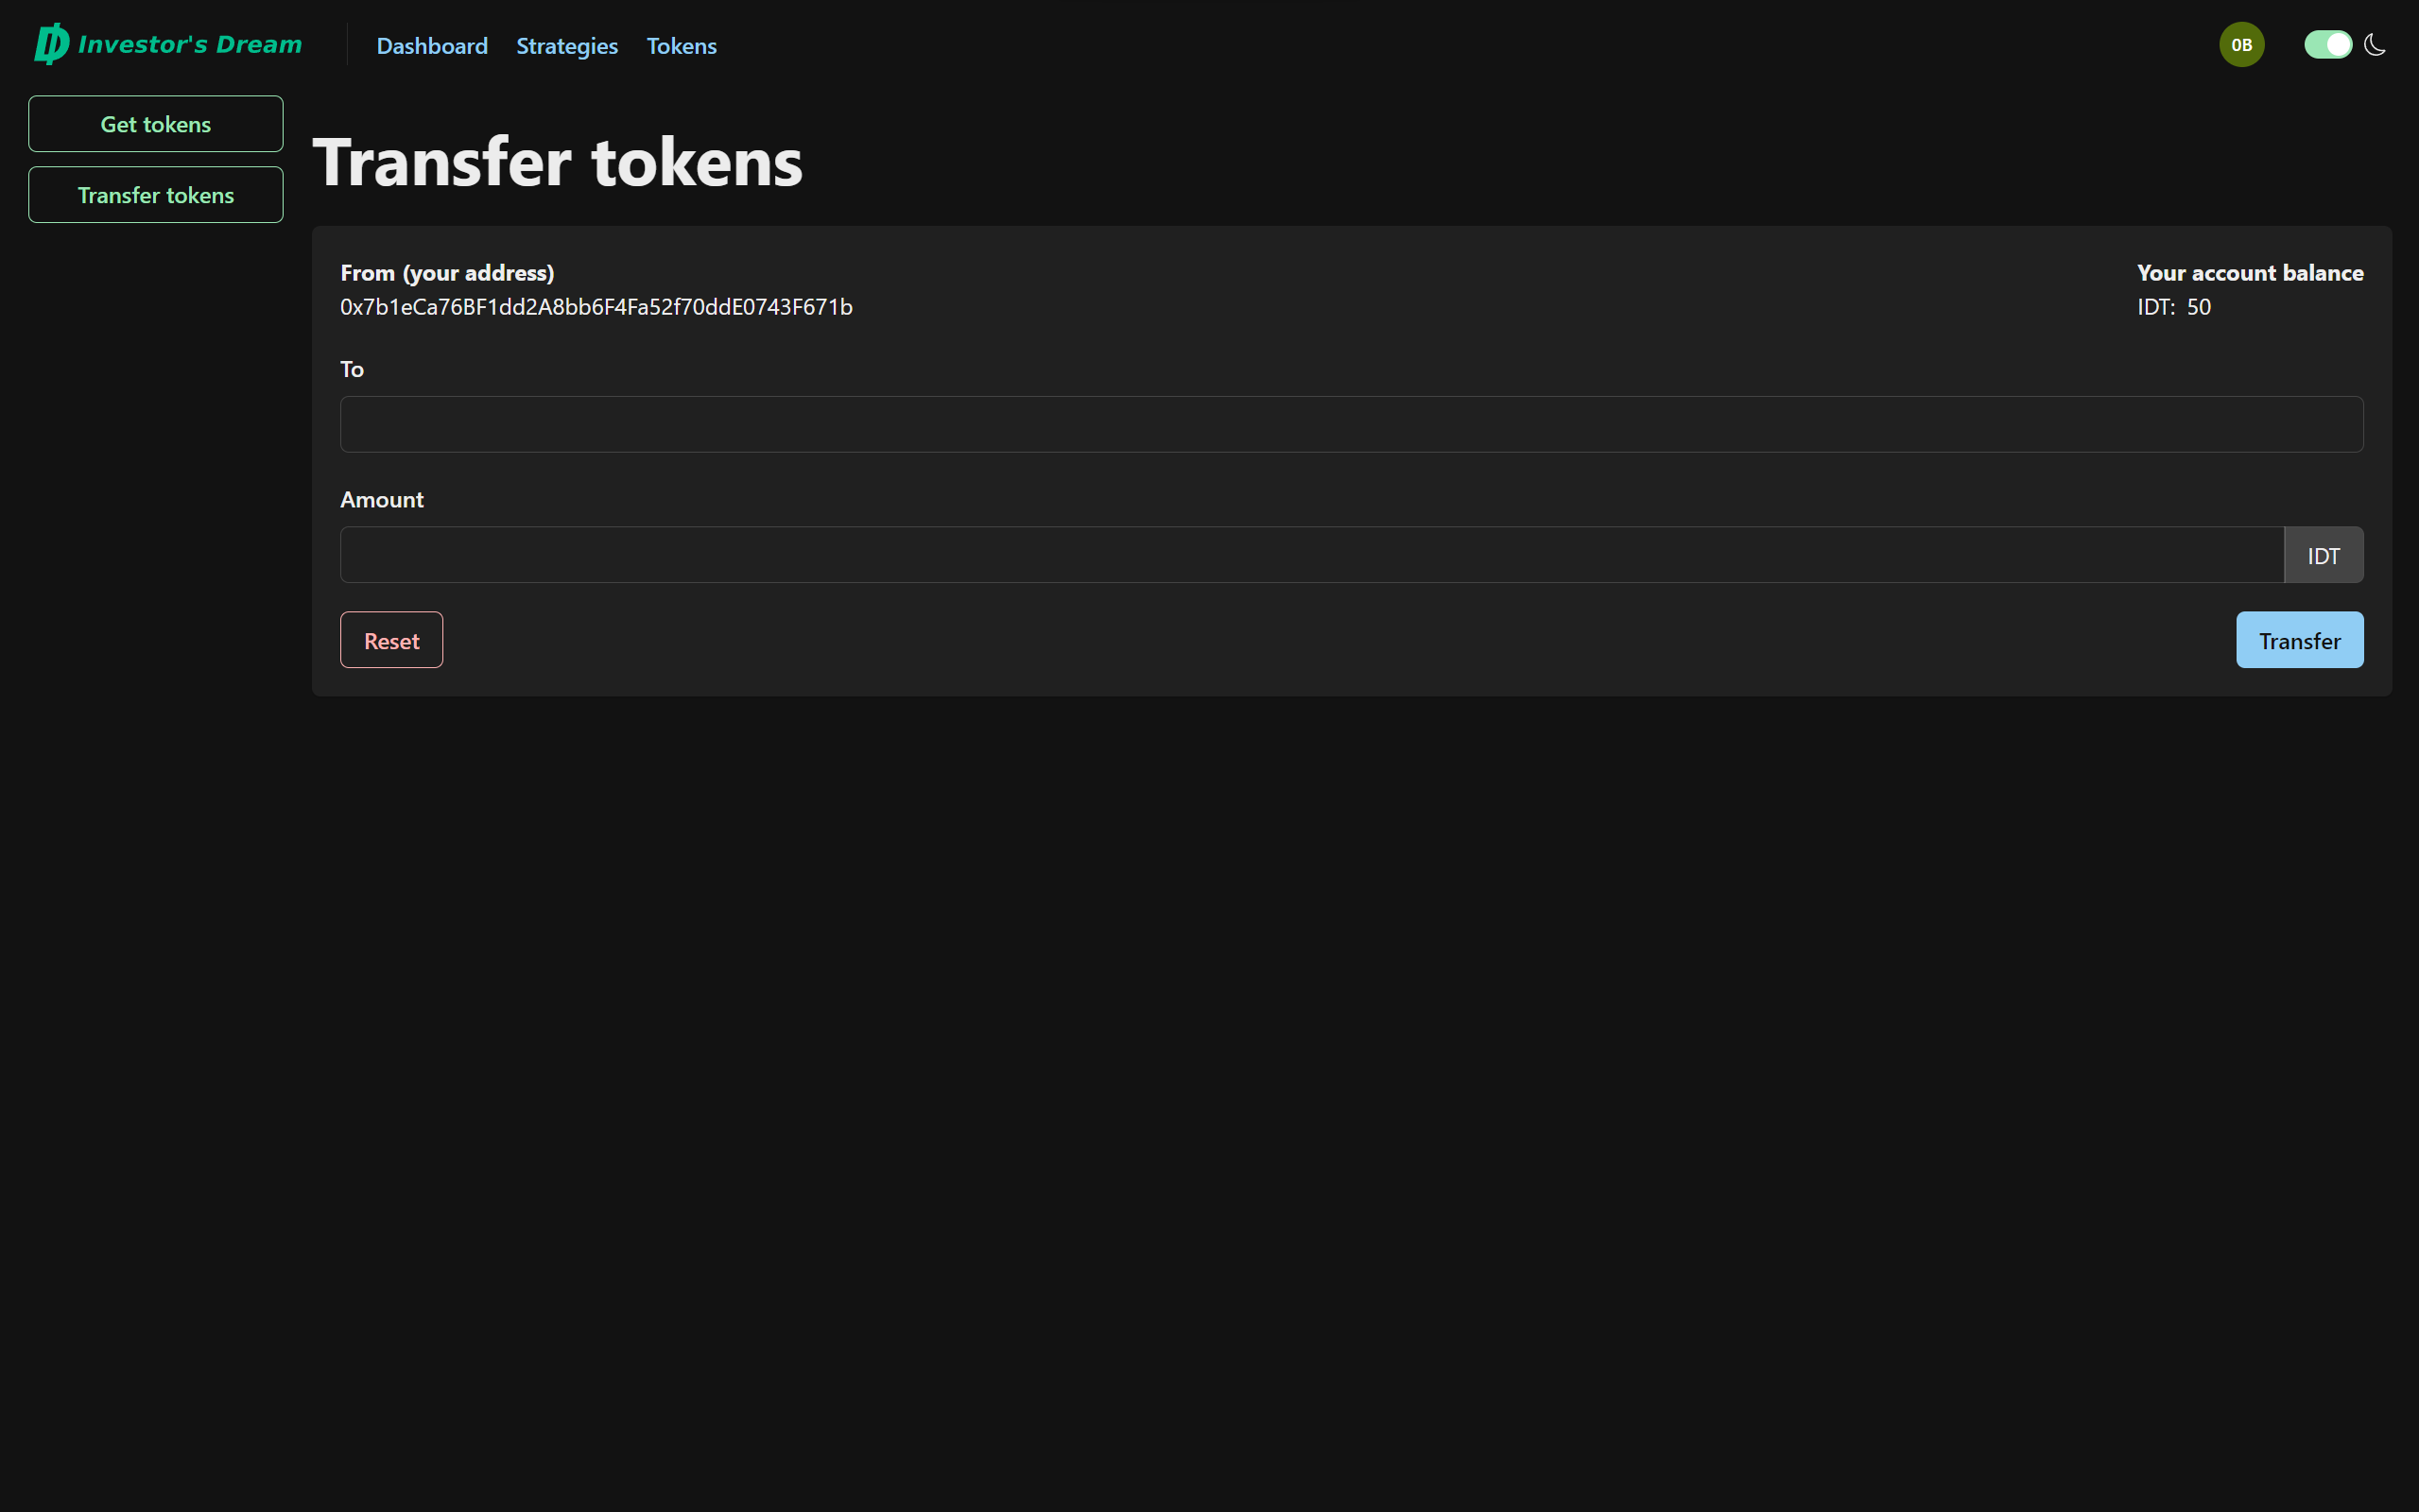 Investor's Dream
Dashboard Strategies Tokens
0B
Get tokens
Transfer tokens
Transfer tokens
From (your address)
0x7b1eCa76BF1dd2A8bb6F4Fa52f70ddE0743F671b
Your account balance
IDT: 50
To
Amount
IDT
Reset
Transfer